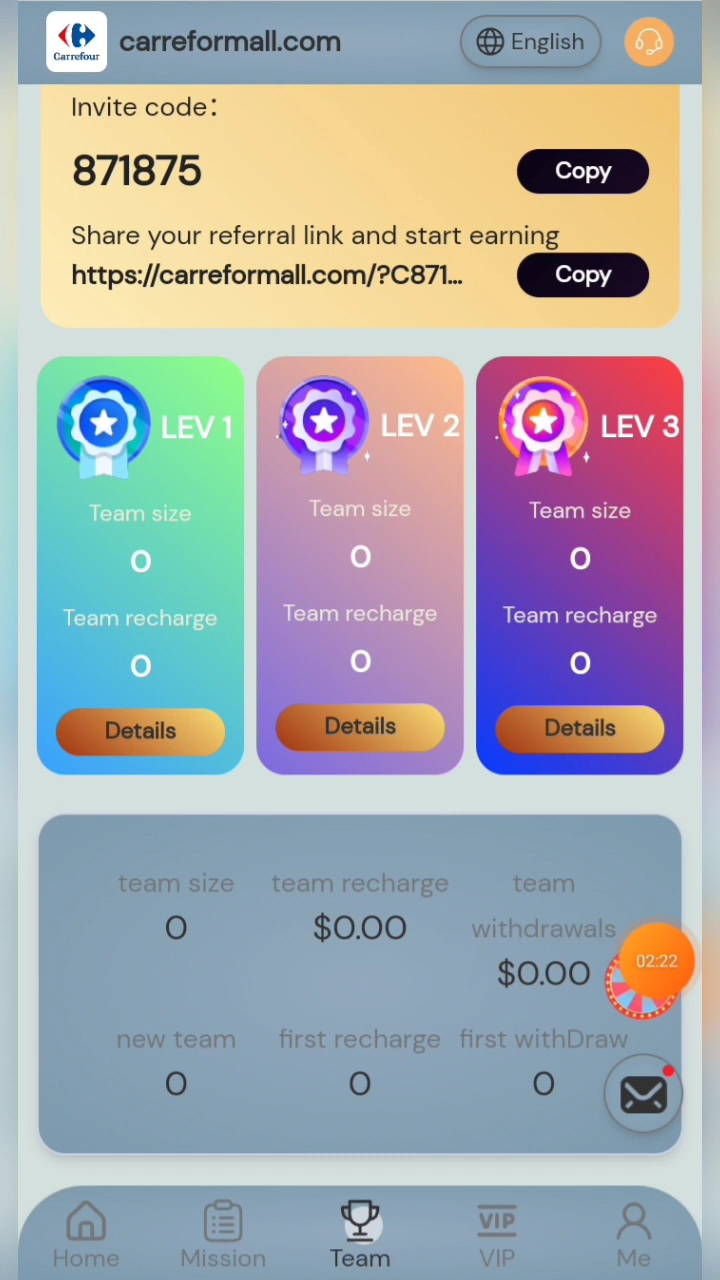 Carrefour
carreformall.com
English
Invite code:
871875
Copy
Share your referral link and start earning
https://carreformall.com/?C871...
Copy
LEV 1
Team size
0
Team recharge
0
Details
LEV 2
Team size
0
Team recharge
0
Details
LEV 3
Team size
0
Team recharge
0
Details
team size
0
team recharge
$0.00
team
withdrawals
$0.00
02:22
new team
0
first recharge
0
first withDraw
0
Home
Mission
Team
VIP
VIP
Me